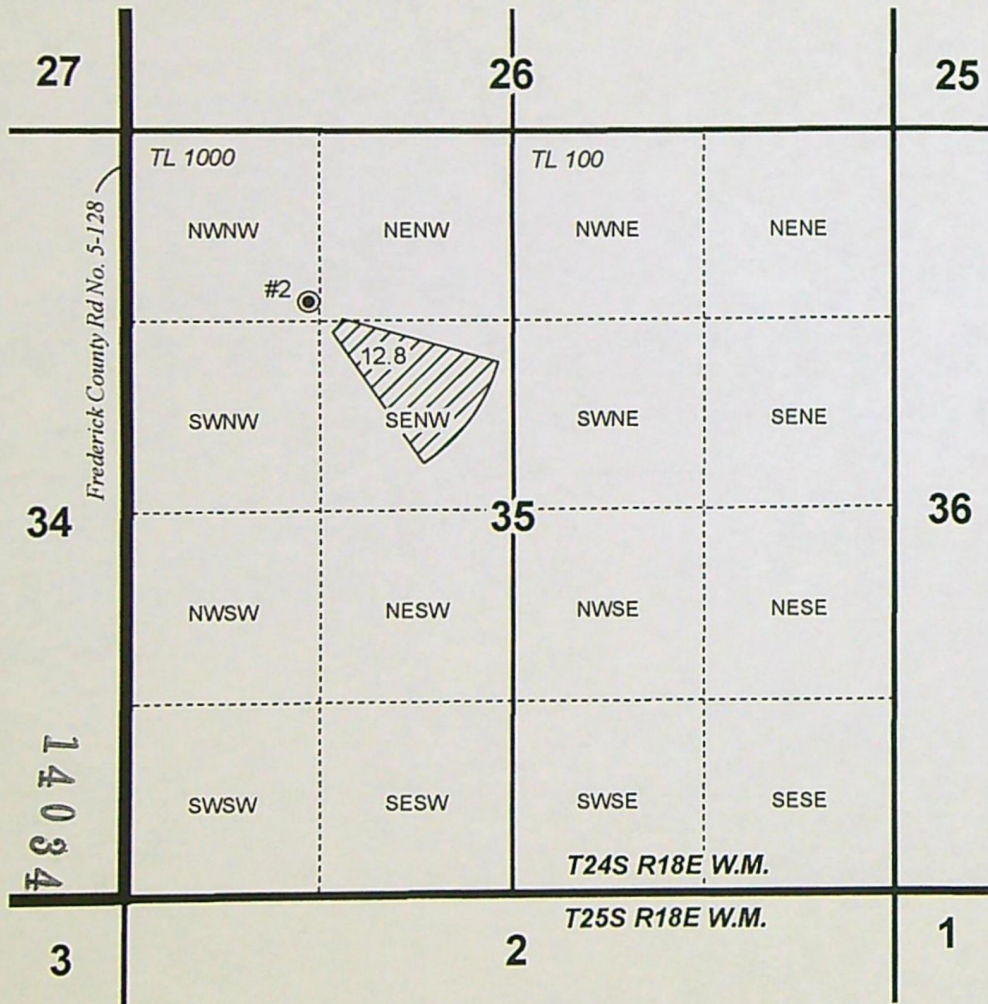 27
26
25
TL 1000
TL 100
Frederick County Rd No. 5-128
NWNW
NENW
NWNE
NENE
#2
12.8
SWNW
SENW
SWNE
SENE
34
35
36
NWSW
NESW
NWSE
NESE
14034
SWSW
SESW
SWSE
SESE
T24S R18E W.M.
T25S R18E W.M.
3
2
1